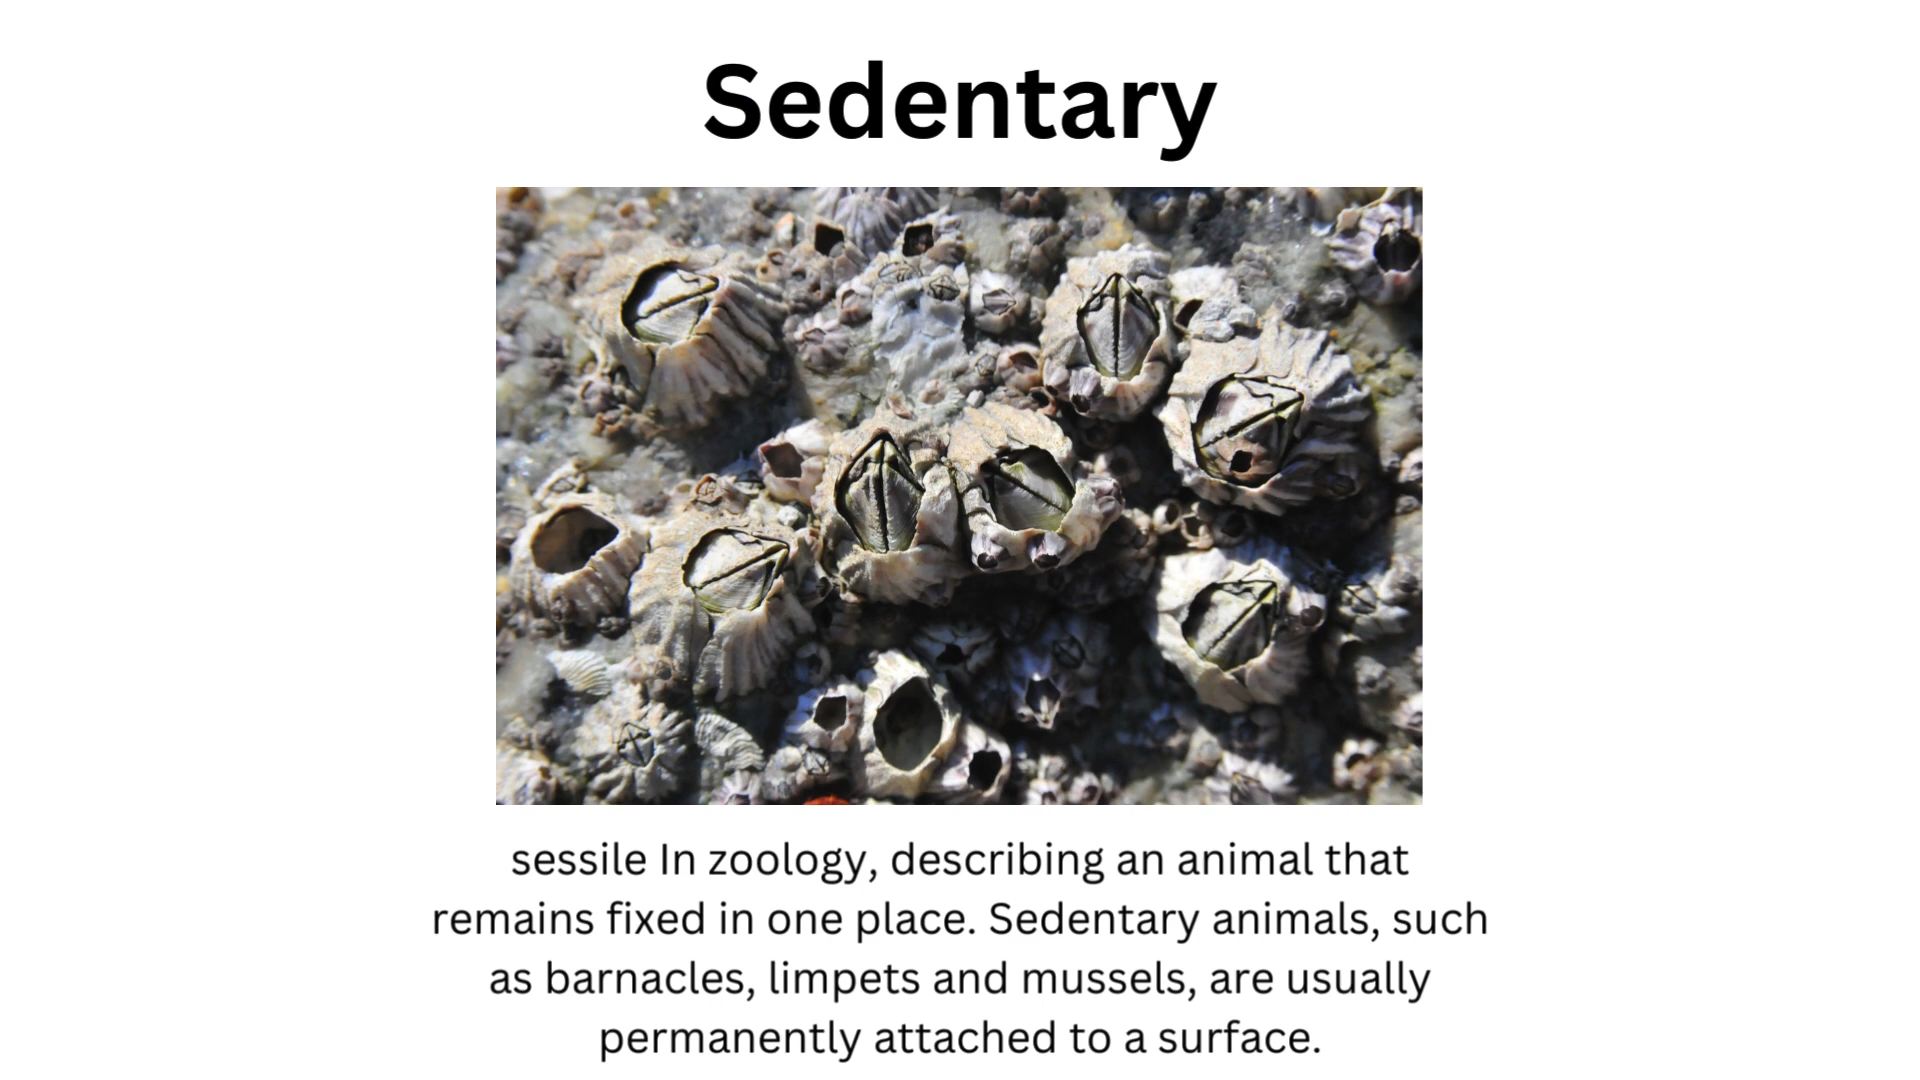 Sedentary
sessile In zoology, describing an animal that
remains fixed in one place. Sedentary animals, such
as barnacles, limpets and mussels, are usually
permanently attached to a surface.